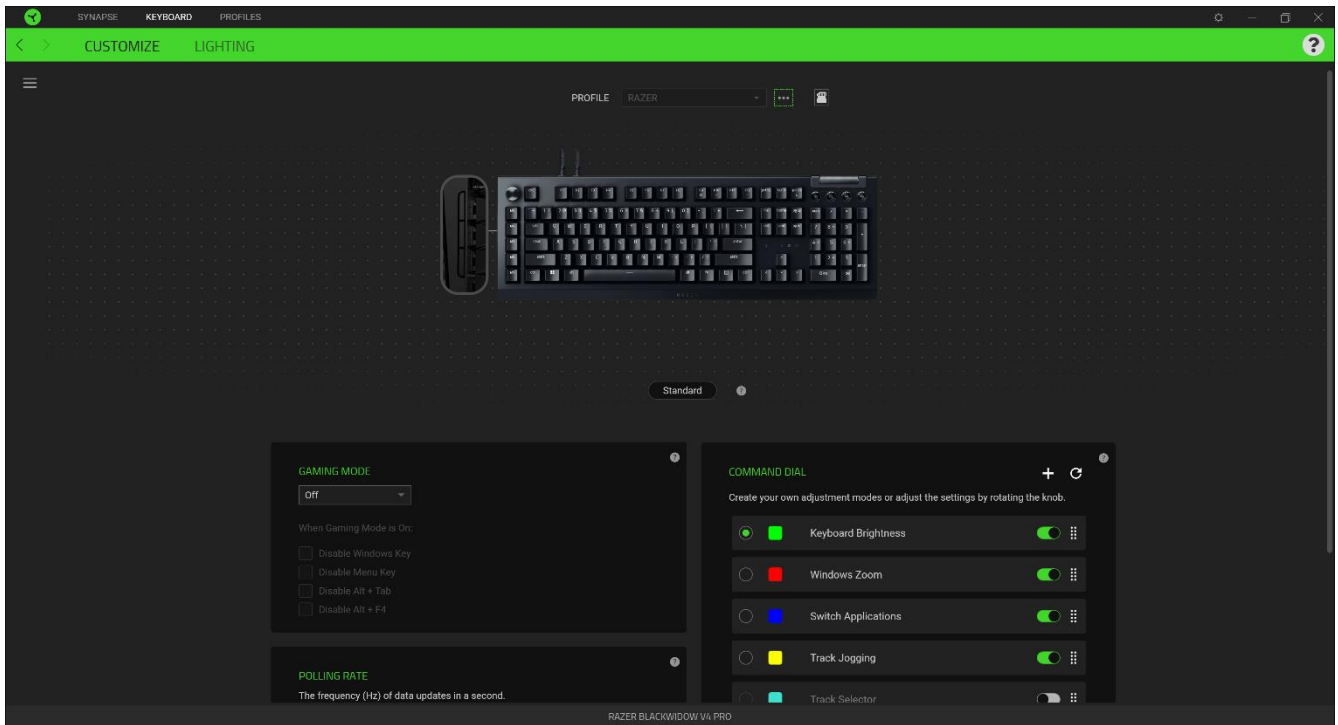 SYNAPSE KEYBOARD PROFILES
CUSTOMIZE LIGHTING
PROFILE RAZER
Standard
GAMING MODE
Off
When Gaming Mode is On:
Disable Windows Key
Disable Menu Key
Disable Alt + Tab
Disable Alt + F4
POLLING RATE
The frequency (Hz) of data updates in a second.
COMMAND DIAL
Create your own adjustment modes or adjust the settings by rotating the knob.
Keyboard Brightness
Windows Zoom
Switch Applications
Track Jogging
Track Selector
RAZER BLACKWIDOW V4 PRO